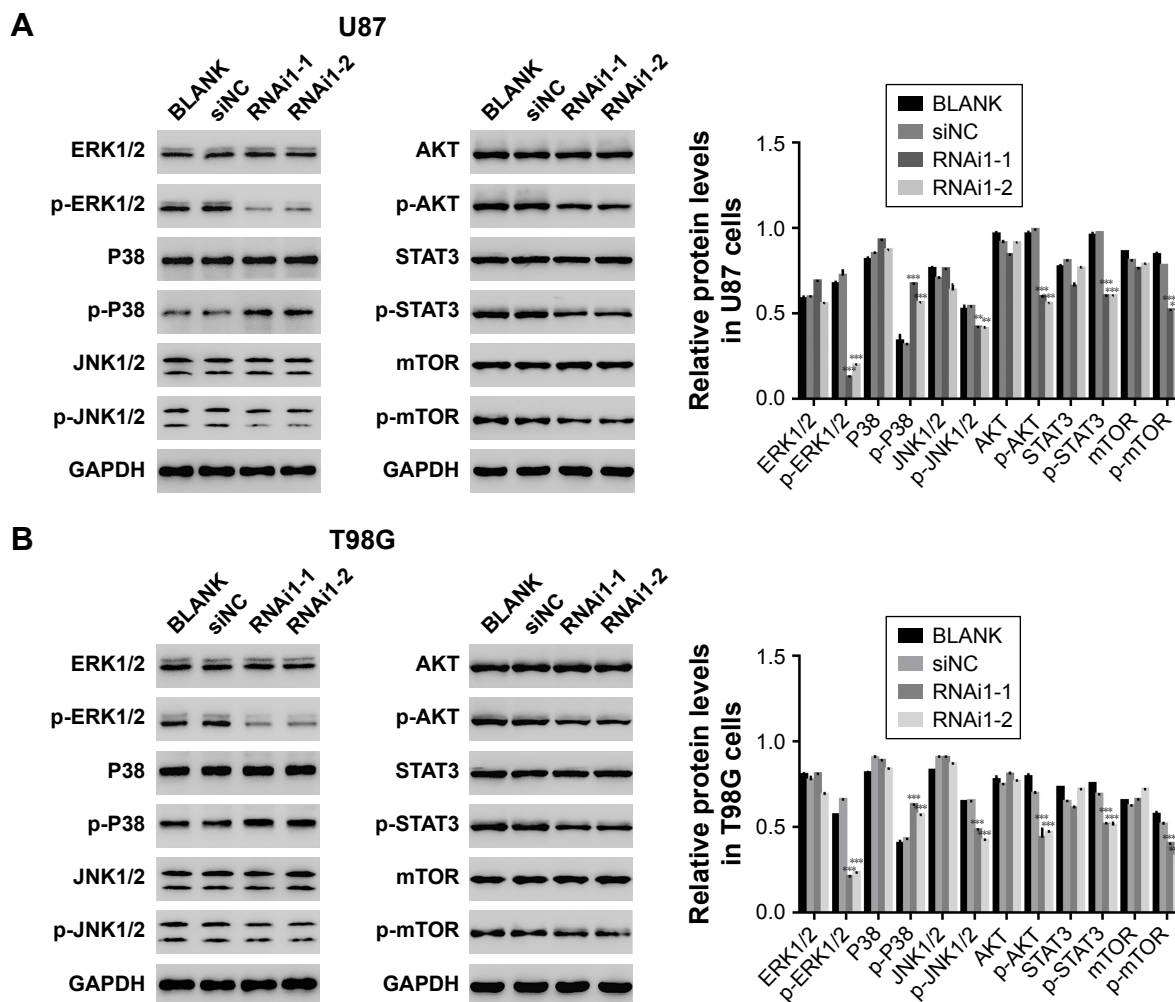 A
U87
BLANK
siNC
RNAi1-1
RNAi1-2
ERK1/2
p-ERK1/2
P38
p-P38
JNK1/2
p-JNK1/2
GAPDH
BLANK
siNC
RNAi1-1
RNAi1-2
AKT
p-AKT
STAT3
p-STAT3
mTOR
p-mTOR
GAPDH
Relative protein levels
in U87 cells
BLANK
siNC
RNAi1-1
RNAi1-2
1.5
1.0
0.5
0.0
***
***
***
***
**
**
***
***
***
***
***
ERK1/2
p-ERK1/2
P38
p-P38
JNK1/2
p-JNK1/2
AKT
p-AKT
STAT3
p-STAT3
mTOR
p-mTOR
B
T98G
BLANK
siNC
RNAi1-1
RNAi1-2
ERK1/2
p-ERK1/2
P38
p-P38
JNK1/2
p-JNK1/2
GAPDH
BLANK
siNC
RNAi1-1
RNAi1-2
AKT
p-AKT
STAT3
p-STAT3
mTOR
p-mTOR
GAPDH
Relative protein levels
in T98G cells
BLANK
siNC
RNAi1-1
RNAi1-2
1.5
1.0
0.5
0.0
***
***
***
***
***
***
***
***
***
***
***
ERK1/2
p-ERK1/2
P38
p-P38
JNK1/2
p-JNK1/2
AKT
p-AKT
STAT3
p-STAT3
mTOR
p-mTOR